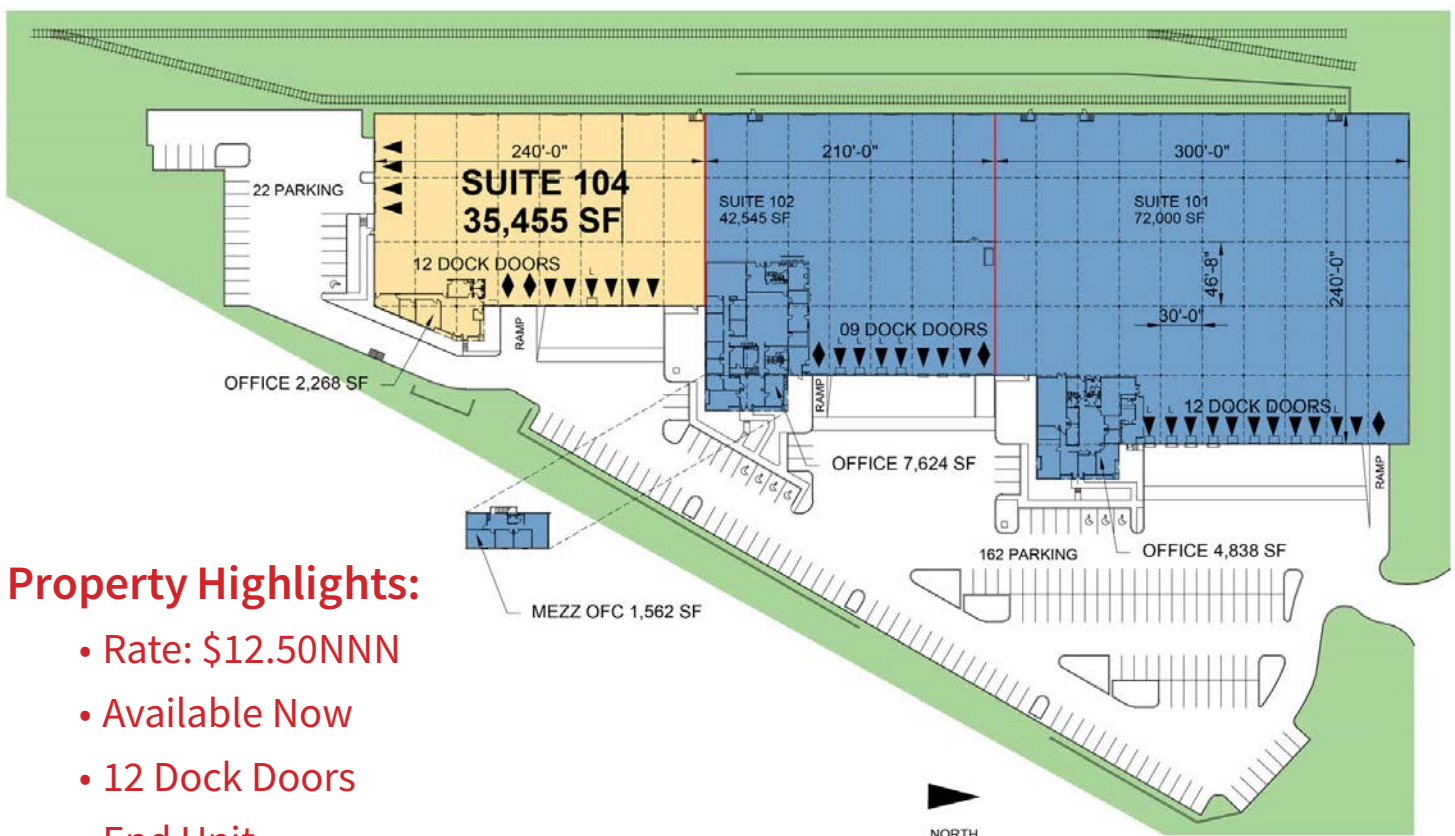 240'-0"
210'-0"
300'-0"
SUITE 104
35,455 SF
22 PARKING
SUITE 102
42,545 SF
SUITE 101
72,000 SF
46'-8"
240'-0"
30'-0"
12 DOCK DOORS
L
RAMP
OFFICE 2,268 SF
09 DOCK DOORS
L L L L
RAMP
12 DOCK DOORS
L L L L L L
RAMP
OFFICE 7,624 SF
162 PARKING
OFFICE 4,838 SF
MEZZ OFC 1,562 SF
Property Highlights:
• Rate: $12.50NNN
• Available Now
• 12 Dock Doors
End Unit
NORTH